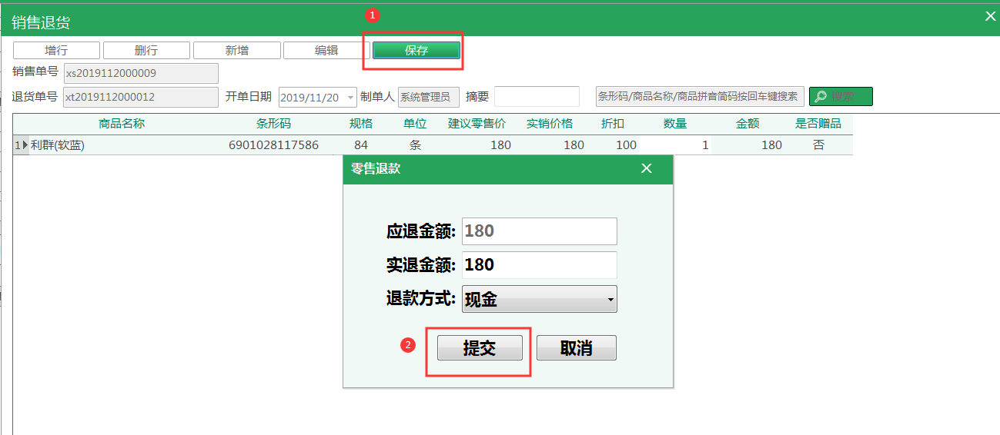 1
销售退货
增行 删行 新增 编辑 保存
销售单号 xs2019112000009
退货单号 xt2019112000012 开单日期 2019/11/20 制单人 系统管理员 摘要 条形码/商品名称/商品拼音简码按回车键搜索 搜索
商品名称 条形码 规格 单位 建议零售价 实销价格 折扣 数量 金额 是否赠品
1 利群(软蓝) 6901028117586 84 条 180 180 100 1 180 否
零售退款
应退金额: 180
实退金额: 180
退款方式: 现金
2 提交 取消